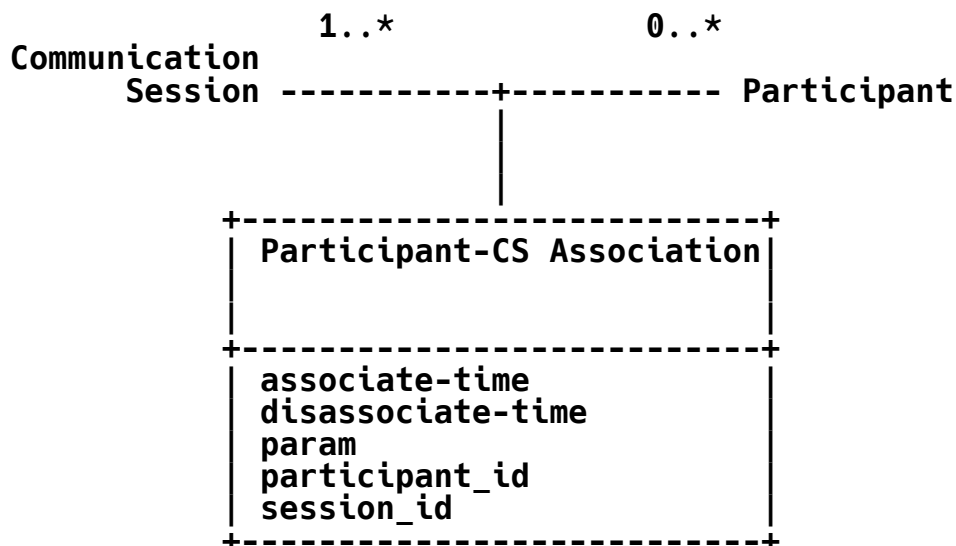 1..* 0..*
Communication
Session -----------+----------- Participant
|
|
|
+---------------------------+
| Participant-CS Association|
| |
| |
+---------------------------+
| associate-time |
| disassociate-time |
| param |
| participant_id |
| session_id |
+---------------------------+